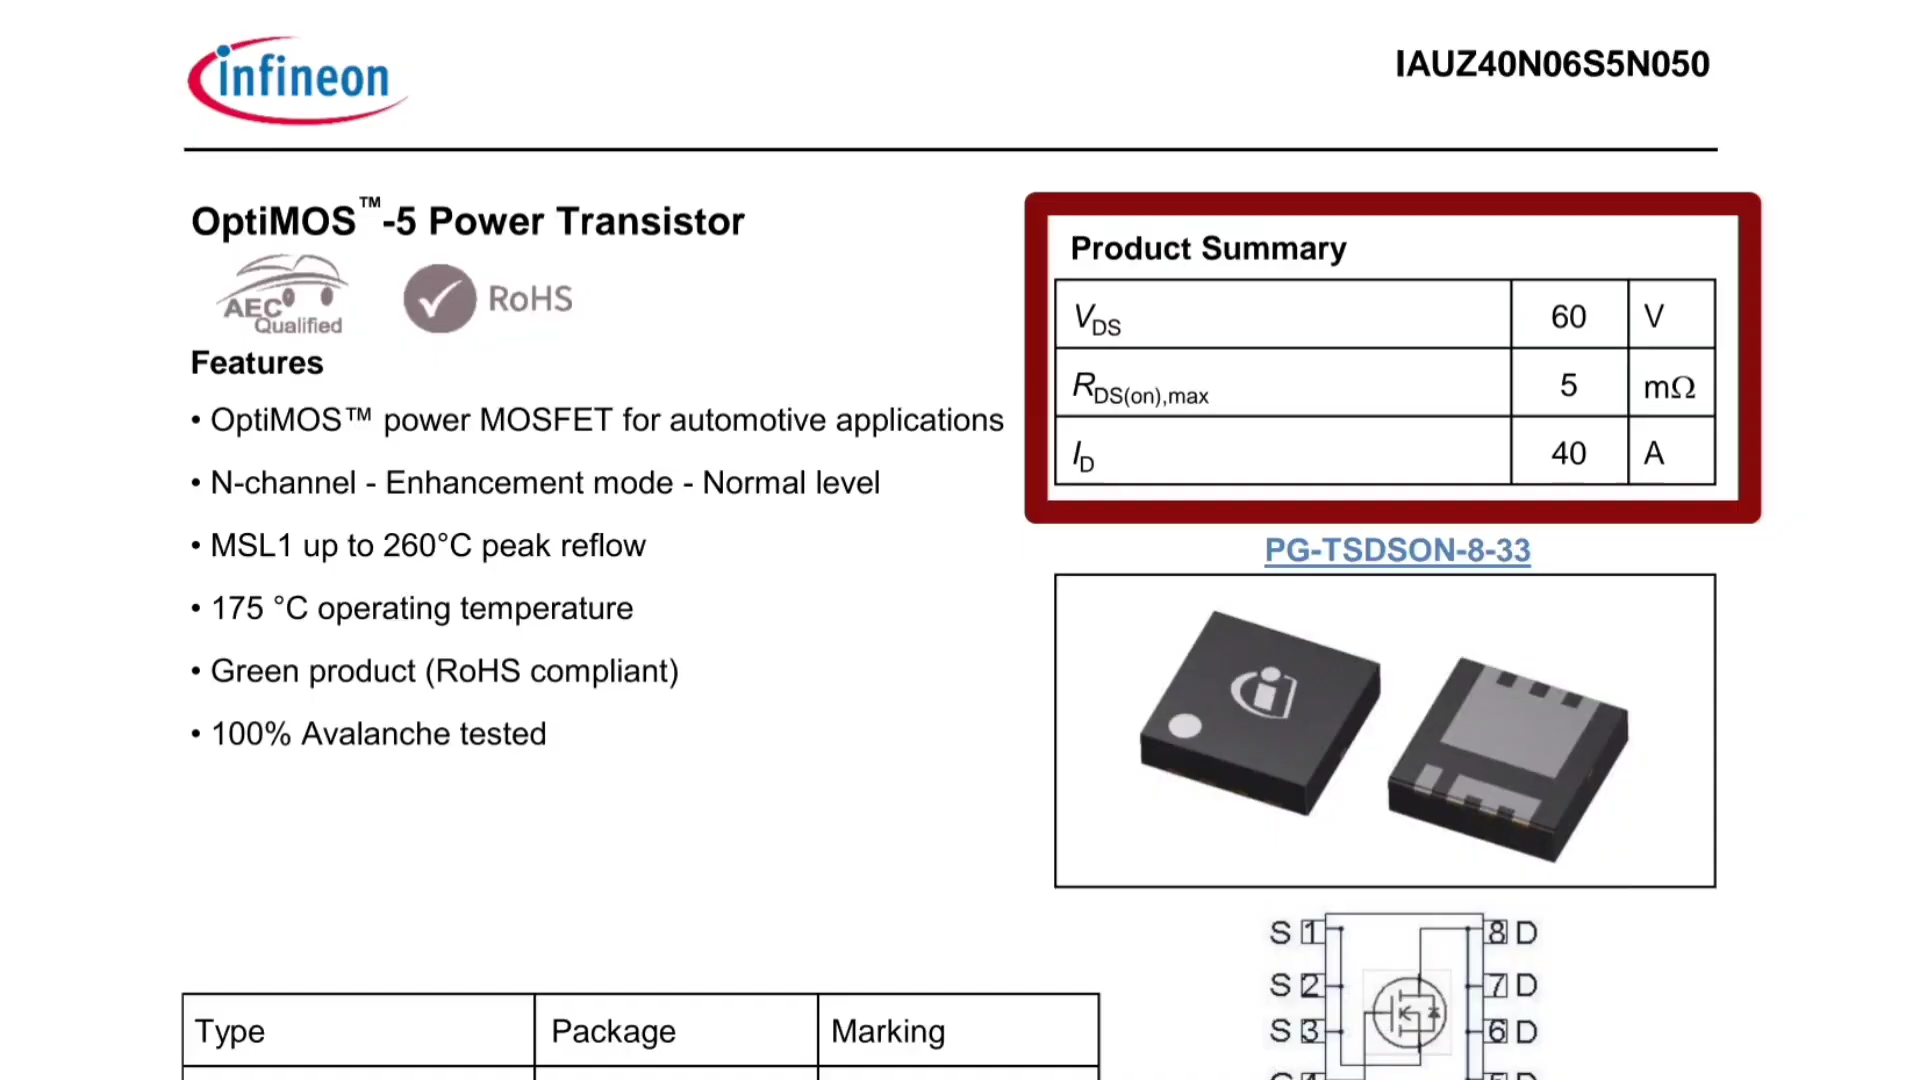 infineon
IAUZ40N06S5N050
OptiMOS™-5 Power Transistor
AEC Qualified
RoHS
Product Summary
VDS 60 V
RDS(on),max 5 mΩ
ID 40 A
Features
• OptiMOS™ power MOSFET for automotive applications
• N-channel - Enhancement mode - Normal level
• MSL1 up to 260°C peak reflow
• 175 °C operating temperature
• Green product (RoHS compliant)
• 100% Avalanche tested
PG-TSDSON-8-33
S 1 8 D
S 2 7 D
S 3 6 D
Type Package Marking